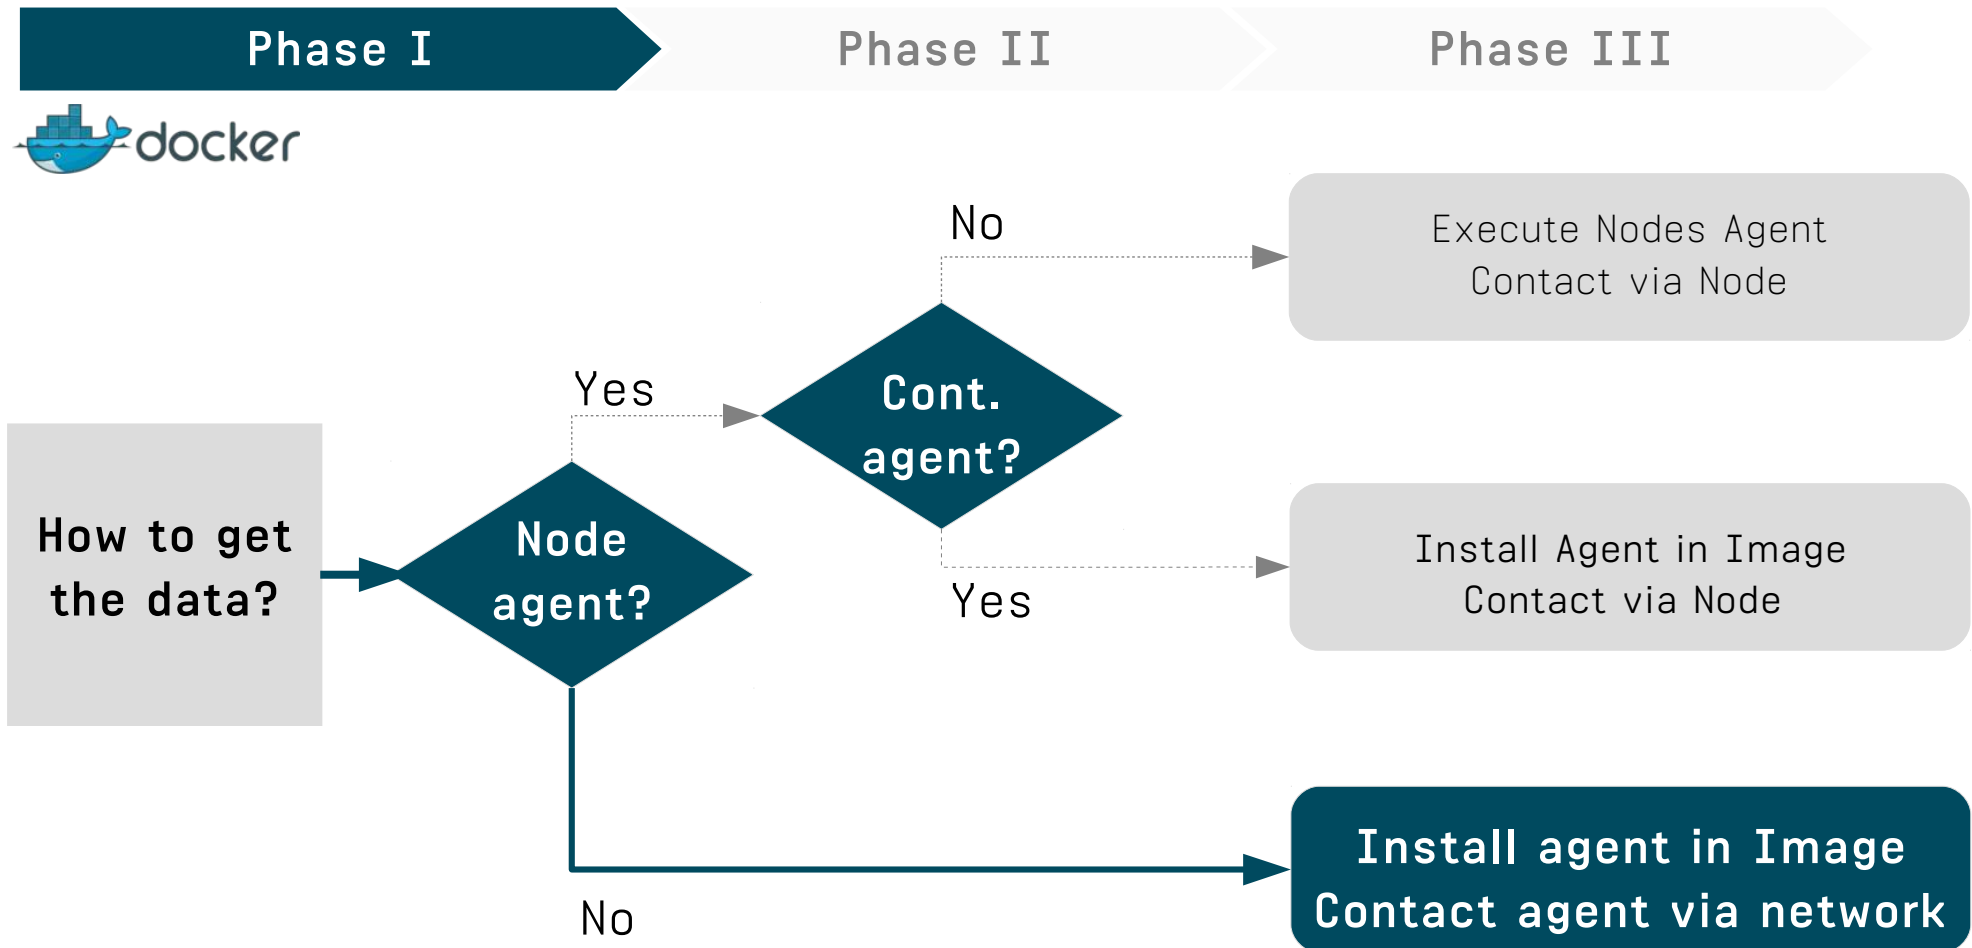 Phase I
Phase II
Phase III
docker
No
Execute Nodes Agent
Contact via Node
Yes
Cont.
agent?
How to get
the data?
Node
agent?
Install Agent in Image
Contact via Node
Yes
Install agent in Image
Contact agent via network
No